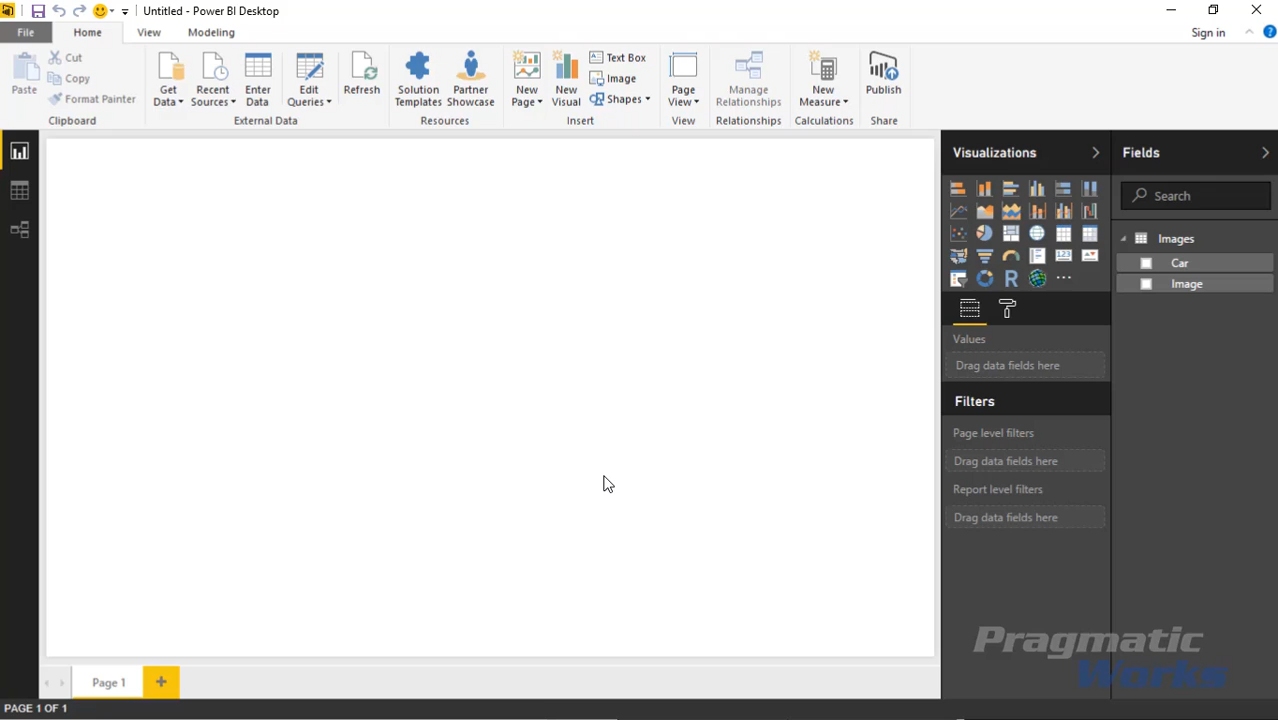 Untitled - Power BI Desktop
File Home View Modeling Sign in
Paste Cut Copy Format Painter
Clipboard
Get Data Recent Sources Enter Data Edit Queries Refresh
External Data
Solution Templates Partner Showcase
Resources
New Page New Visual Text Box Image Shapes
Insert
Page View
View
Manage Relationships
Relationships
New Measure
Calculations
Publish
Share
Visualizations
R
123
Values
Drag data fields here
Filters
Page level filters
Drag data fields here
Report level filters
Drag data fields here
Fields
Search
Images
Car
Image
Pragmatic
Works
Page 1
PAGE 1 OF 1